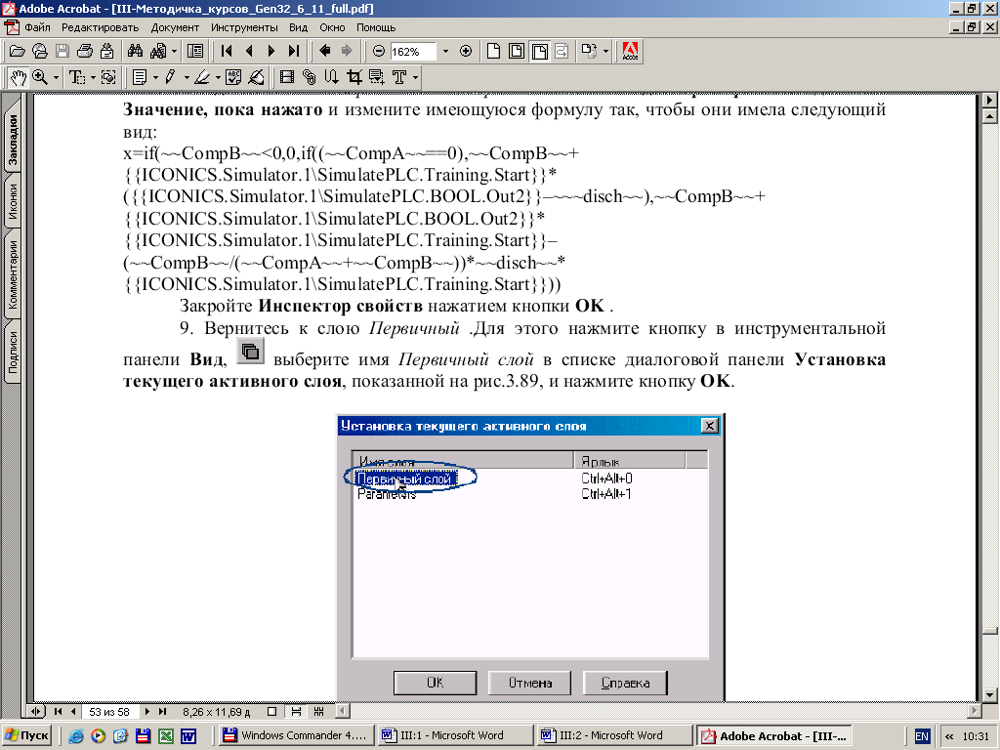 Adobe Acrobat - [III-Методичка_курсов_Gen32_6_11_full.pdf]
Файл Редактировать Документ Инструменты Вид Окно Помощь
162%
Adobe
Закладки
Иконки
Комментарии
Подписи
Значение, пока нажато и измените имеющуюся формулу так, чтобы они имела следующий
вид:
x=if(~~CompB~~<0,0,if((~~CompA~~==0),~~CompB~~+
{{ICONICS.Simulator.1\SimulatePLC.Training.Start}}*
({{ICONICS.Simulator.1\SimulatePLC.BOOL.Out2}}–~~~disch~~),~~CompB~~+
{{ICONICS.Simulator.1\SimulatePLC.BOOL.Out2}}*
{{ICONICS.Simulator.1\SimulatePLC.Training.Start}}–
(~~CompB~~/(~~CompA~~+~~CompB~~))*~~disch~~*
{{ICONICS.Simulator.1\SimulatePLC.Training.Start}}))
Закройте Инспектор свойств нажатием кнопки OK .
9. Вернитесь к слою Первичный .Для этого нажмите кнопку в инструментальной
панели Вид, выберите имя Первичный слой в списке диалоговой панели Установка
текущего активного слоя, показанной на рис.3.89, и нажмите кнопку OK.
Установка текущего активного слоя
Имя слоя Ярлык
Первичный слой Ctrl+Alt+0
Parameters Ctrl+Alt+1
OK Отмена Справка
53 из 58 8,26 x 11,69 д
Пуск Windows Commander 4.... III:1 - Microsoft Word III:2 - Microsoft Word Adobe Acrobat - [III-... EN « 10:31